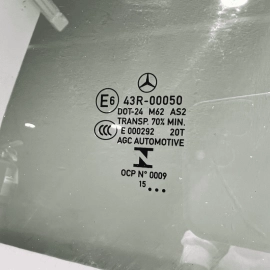 E6 43R-00050
DOT-24 M62 AS2
TRANSP. 70% MIN.
CCC E 000292 20T
AGC AUTOMOTIVE
N
OCP N° 0009
15 ...